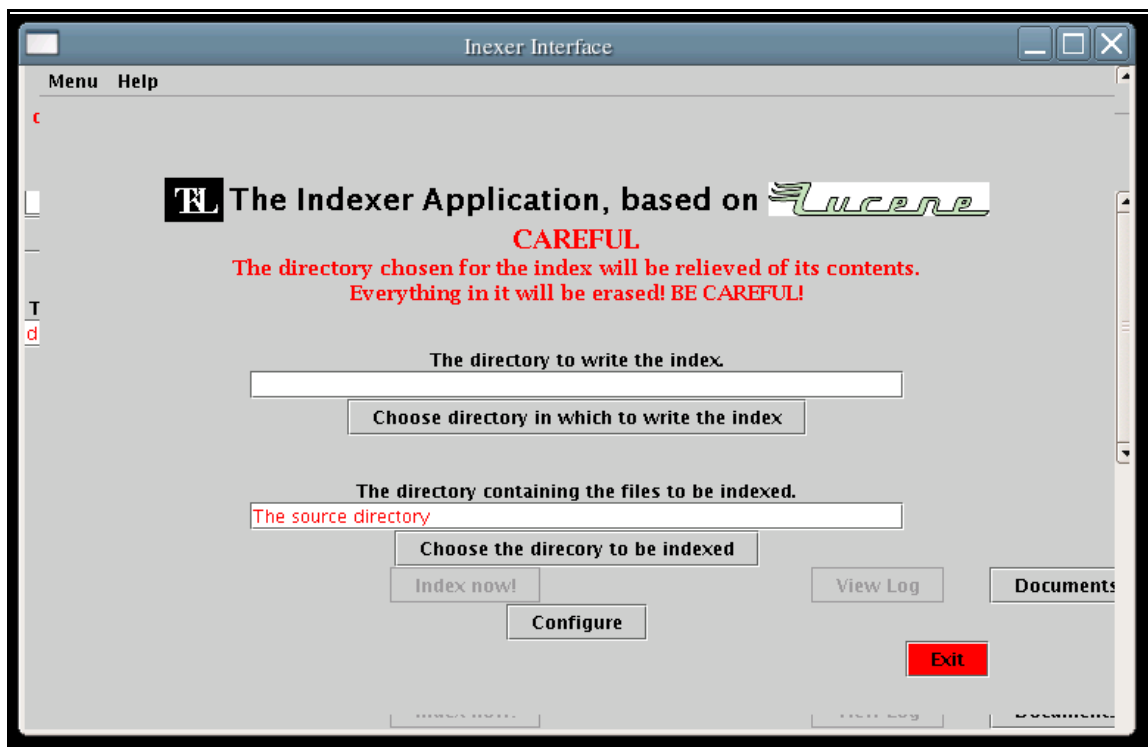 Inexer Interface
Menu Help
TNL The Indexer Application, based on Lucene
CAREFUL
The directory chosen for the index will be relieved of its contents.
Everything in it will be erased! BE CAREFUL!
T
d
The directory to write the index.
Choose directory in which to write the index
The directory containing the files to be indexed.
The source directory
Choose the direcory to be indexed
Index now! View Log Documents
Configure
Exit